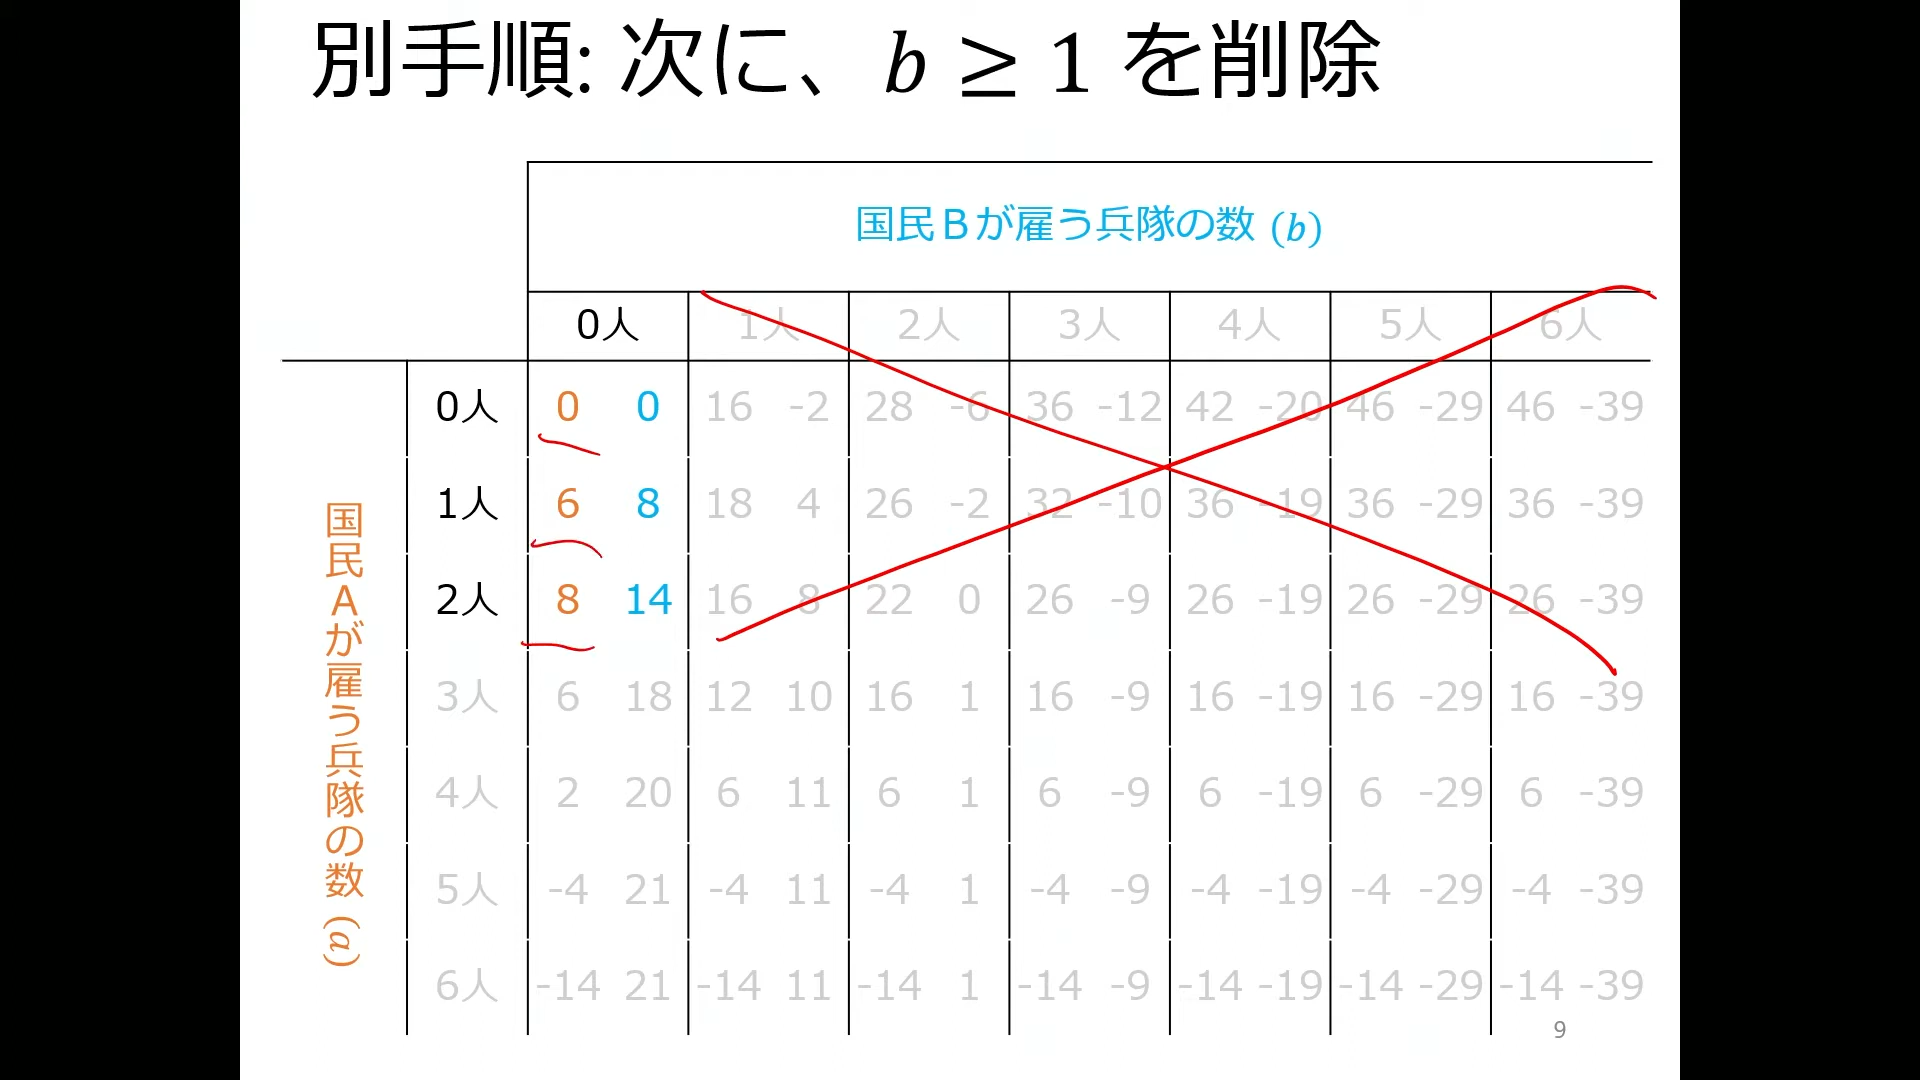 別手順: 次に、b ≥ 1 を削除
国民Bが雇う兵隊の数 (b)
0人 1人 2人 3人 4人 5人 6人
国民Aが雇う兵隊の数 (a)
0人 0 0 16 -2 28 -6 36 -12 42 -20 46 -29 46 -39
1人 6 8 18 4 26 -2 32 -10 36 -19 36 -29 36 -39
2人 8 14 16 8 22 0 26 -9 26 -19 26 -29 26 -39
3人 6 18 12 10 16 1 16 -9 16 -19 16 -29 16 -39
4人 2 20 6 11 6 1 6 -9 6 -19 6 -29 6 -39
5人 -4 21 -4 11 -4 1 -4 -9 -4 -19 -4 -29 -4 -39
6人 -14 21 -14 11 -14 1 -14 -9 -14 -19 -14 -29 -14 -39
9